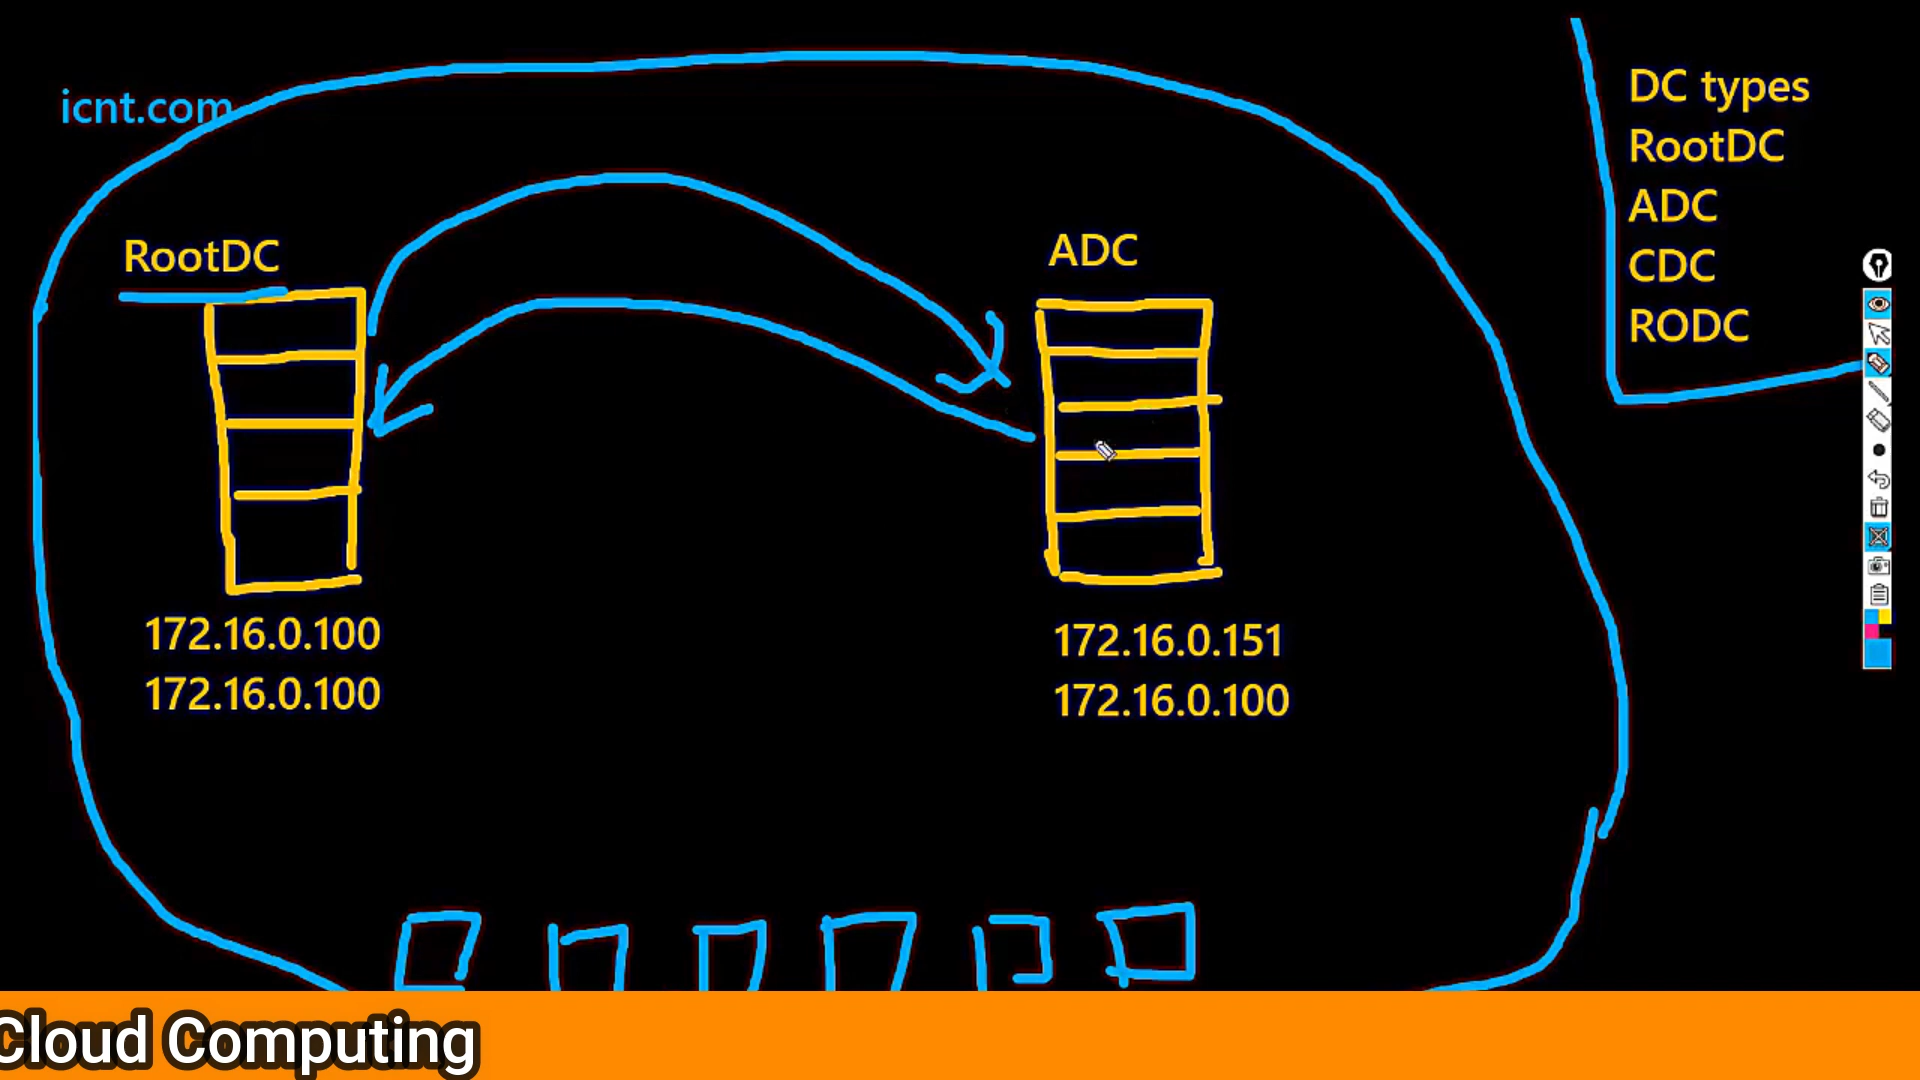 icnt.com
RootDC
172.16.0.100
172.16.0.100
ADC
172.16.0.151
172.16.0.100
DC types
RootDC
ADC
CDC
RODC
Cloud Computing